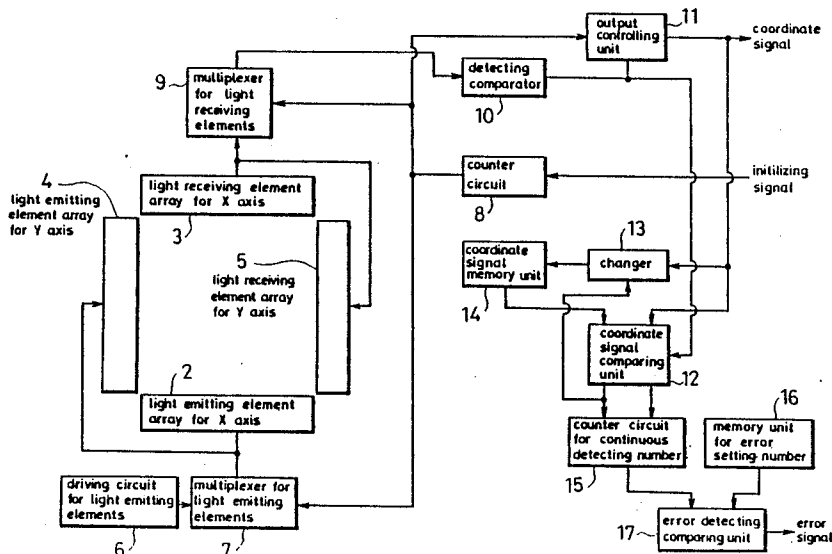 11
output
controlling
unit
coordinate
signal
9
multiplexer
for light
receiving
elements
detecting
comparator
10
4
light emitting
element array
for Y axis
light receiving element
array for X axis
3
counter
circuit
8
initilizing
signal
5
light receiving
element array
for Y axis
13
coordinate
signal
memory unit
14
changer
coordinate
signal
comparing
unit
12
2
light emitting element
array for X axis
16
counter circuit
for continuous
detecting number
15
memory unit
for error
setting number
driving circuit
for light emitting
elements
6
multiplexer for
light emitting
elements
7
17
error detecting
comparing unit
error
signal